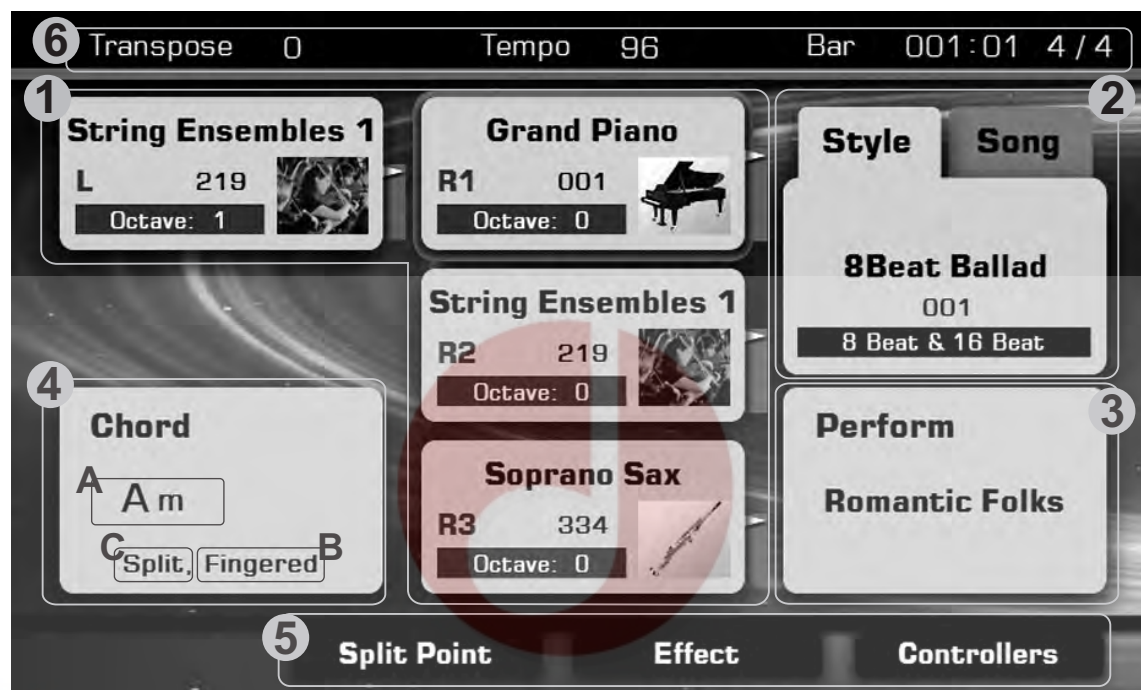 6 Transpose 0 Tempo 96 Bar 001:01 4/4
1
String Ensembles 1
L 219
Octave: 1
Grand Piano
R1 001
Octave: 0
String Ensembles 1
R2 219
Octave: 0
Soprano Sax
R3 334
Octave: 0
2
Style Song
8Beat Ballad
001
8 Beat & 16 Beat
3
Perform
Romantic Folks
4
Chord
A Am
C Split, Fingered B
5 Split Point Effect Controllers